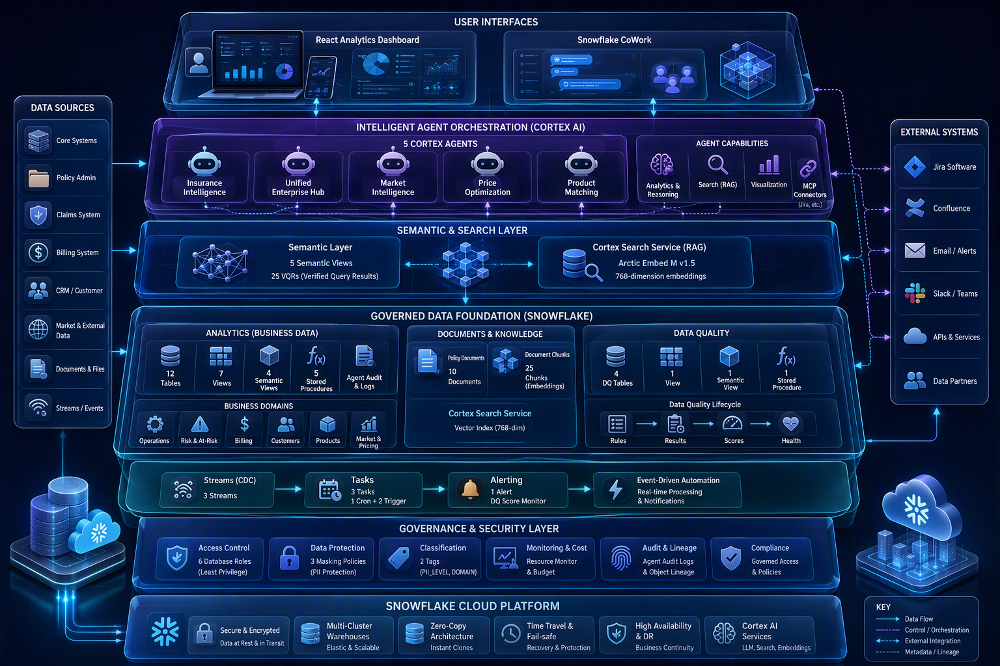 USER INTERFACES
React Analytics Dashboard
Snowflake CoWork
DATA SOURCES
Core Systems
Policy Admin
Claims System
Billing System
CRM / Customer
Market & External
Data
Documents & Files
Streams / Events
INTELLIGENT AGENT ORCHESTRATION (CORTEX AI)
5 CORTEX AGENTS
Insurance
Intelligence
Unified
Enterprise Hub
Market
Intelligence
Price
Optimization
Product
Matching
AGENT CAPABILITIES
Analytics &
Reasoning
Search (RAG)
Visualization
MCP
Connectors
(Jira, etc.)
EXTERNAL SYSTEMS
Jira Software
Confluence
Email / Alerts
Slack / Teams
APIs & Services
Data Partners
SEMANTIC & SEARCH LAYER
Semantic Layer
5 Semantic Views
25 VQRs (Verified Query Results)
Cortex Search Service (RAG)
Arctic Embed M v1.5
768-dimension embeddings
GOVERNED DATA FOUNDATION (SNOWFLAKE)
ANALYTICS (BUSINESS DATA)
12
Tables
7
Views
4
Semantic
Views
f(x)
5
Stored
Procedures
Agent Audit
& Logs
BUSINESS DOMAINS
Operations
Risk & At-Risk
$
Billing
Customers
Products
Market &
Pricing
DOCUMENTS & KNOWLEDGE
Policy Documents
10
Documents
Document Chunks
25
Chunks
(Embeddings)
Cortex Search Service
Vector Index (768-dim)
DATA QUALITY
4
DQ Tables
1
View
1
Semantic
View
f(x)
1
Stored
Procedure
Data Quality Lifecycle
Rules
Results
Scores
Health
Streams (CDC)
3 Streams
Tasks
3 Tasks
1 Cron + 2 Trigger
Alerting
1 Alert
DQ Score Monitor
Event-Driven Automation
Real-time Processing
& Notifications
GOVERNANCE & SECURITY LAYER
Access Control
6 Database Roles
(Least Privilege)
Data Protection
3 Masking Policies
(PII Protection)
Classification
2 Tags
(PII_LEVEL, DOMAIN)
Monitoring & Cost
Resource Monitor
& Budget
Audit & Lineage
Agent Audit Logs
& Object Lineage
Compliance
Governed Access
& Policies
SNOWFLAKE CLOUD PLATFORM
Secure & Encrypted
Data at Rest & in Transit
Multi-Cluster
Warehouses
Elastic & Scalable
Zero-Copy
Architecture
Instant Clones
Time Travel &
Fail-safe
Recovery & Protection
High Availability
& DR
Business Continuity
Cortex AI
Services
LLM, Search, Embeddings
KEY
Data Flow
Control / Orchestration
External Integration
Metadata / Lineage